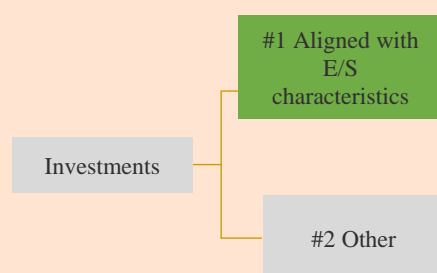 #1 Aligned with
E/S
characteristics
Investments
#2 Other